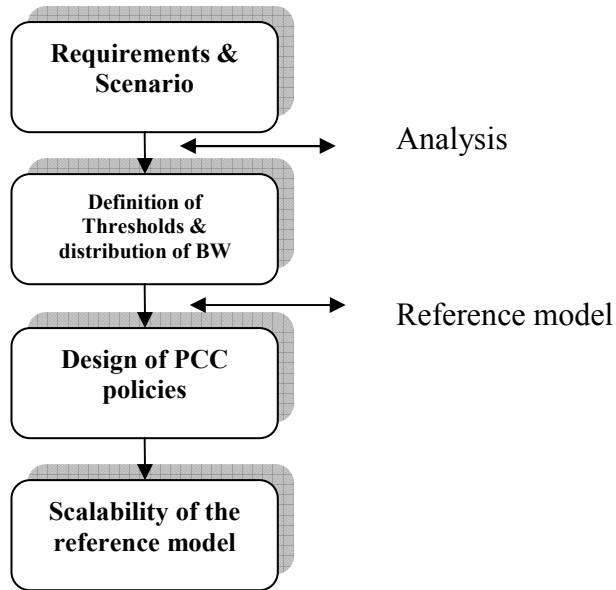 Requirements &
Scenario
Analysis
Definition of
Thresholds &
distribution of BW
Reference model
Design of PCC
policies
Scalability of the
reference model